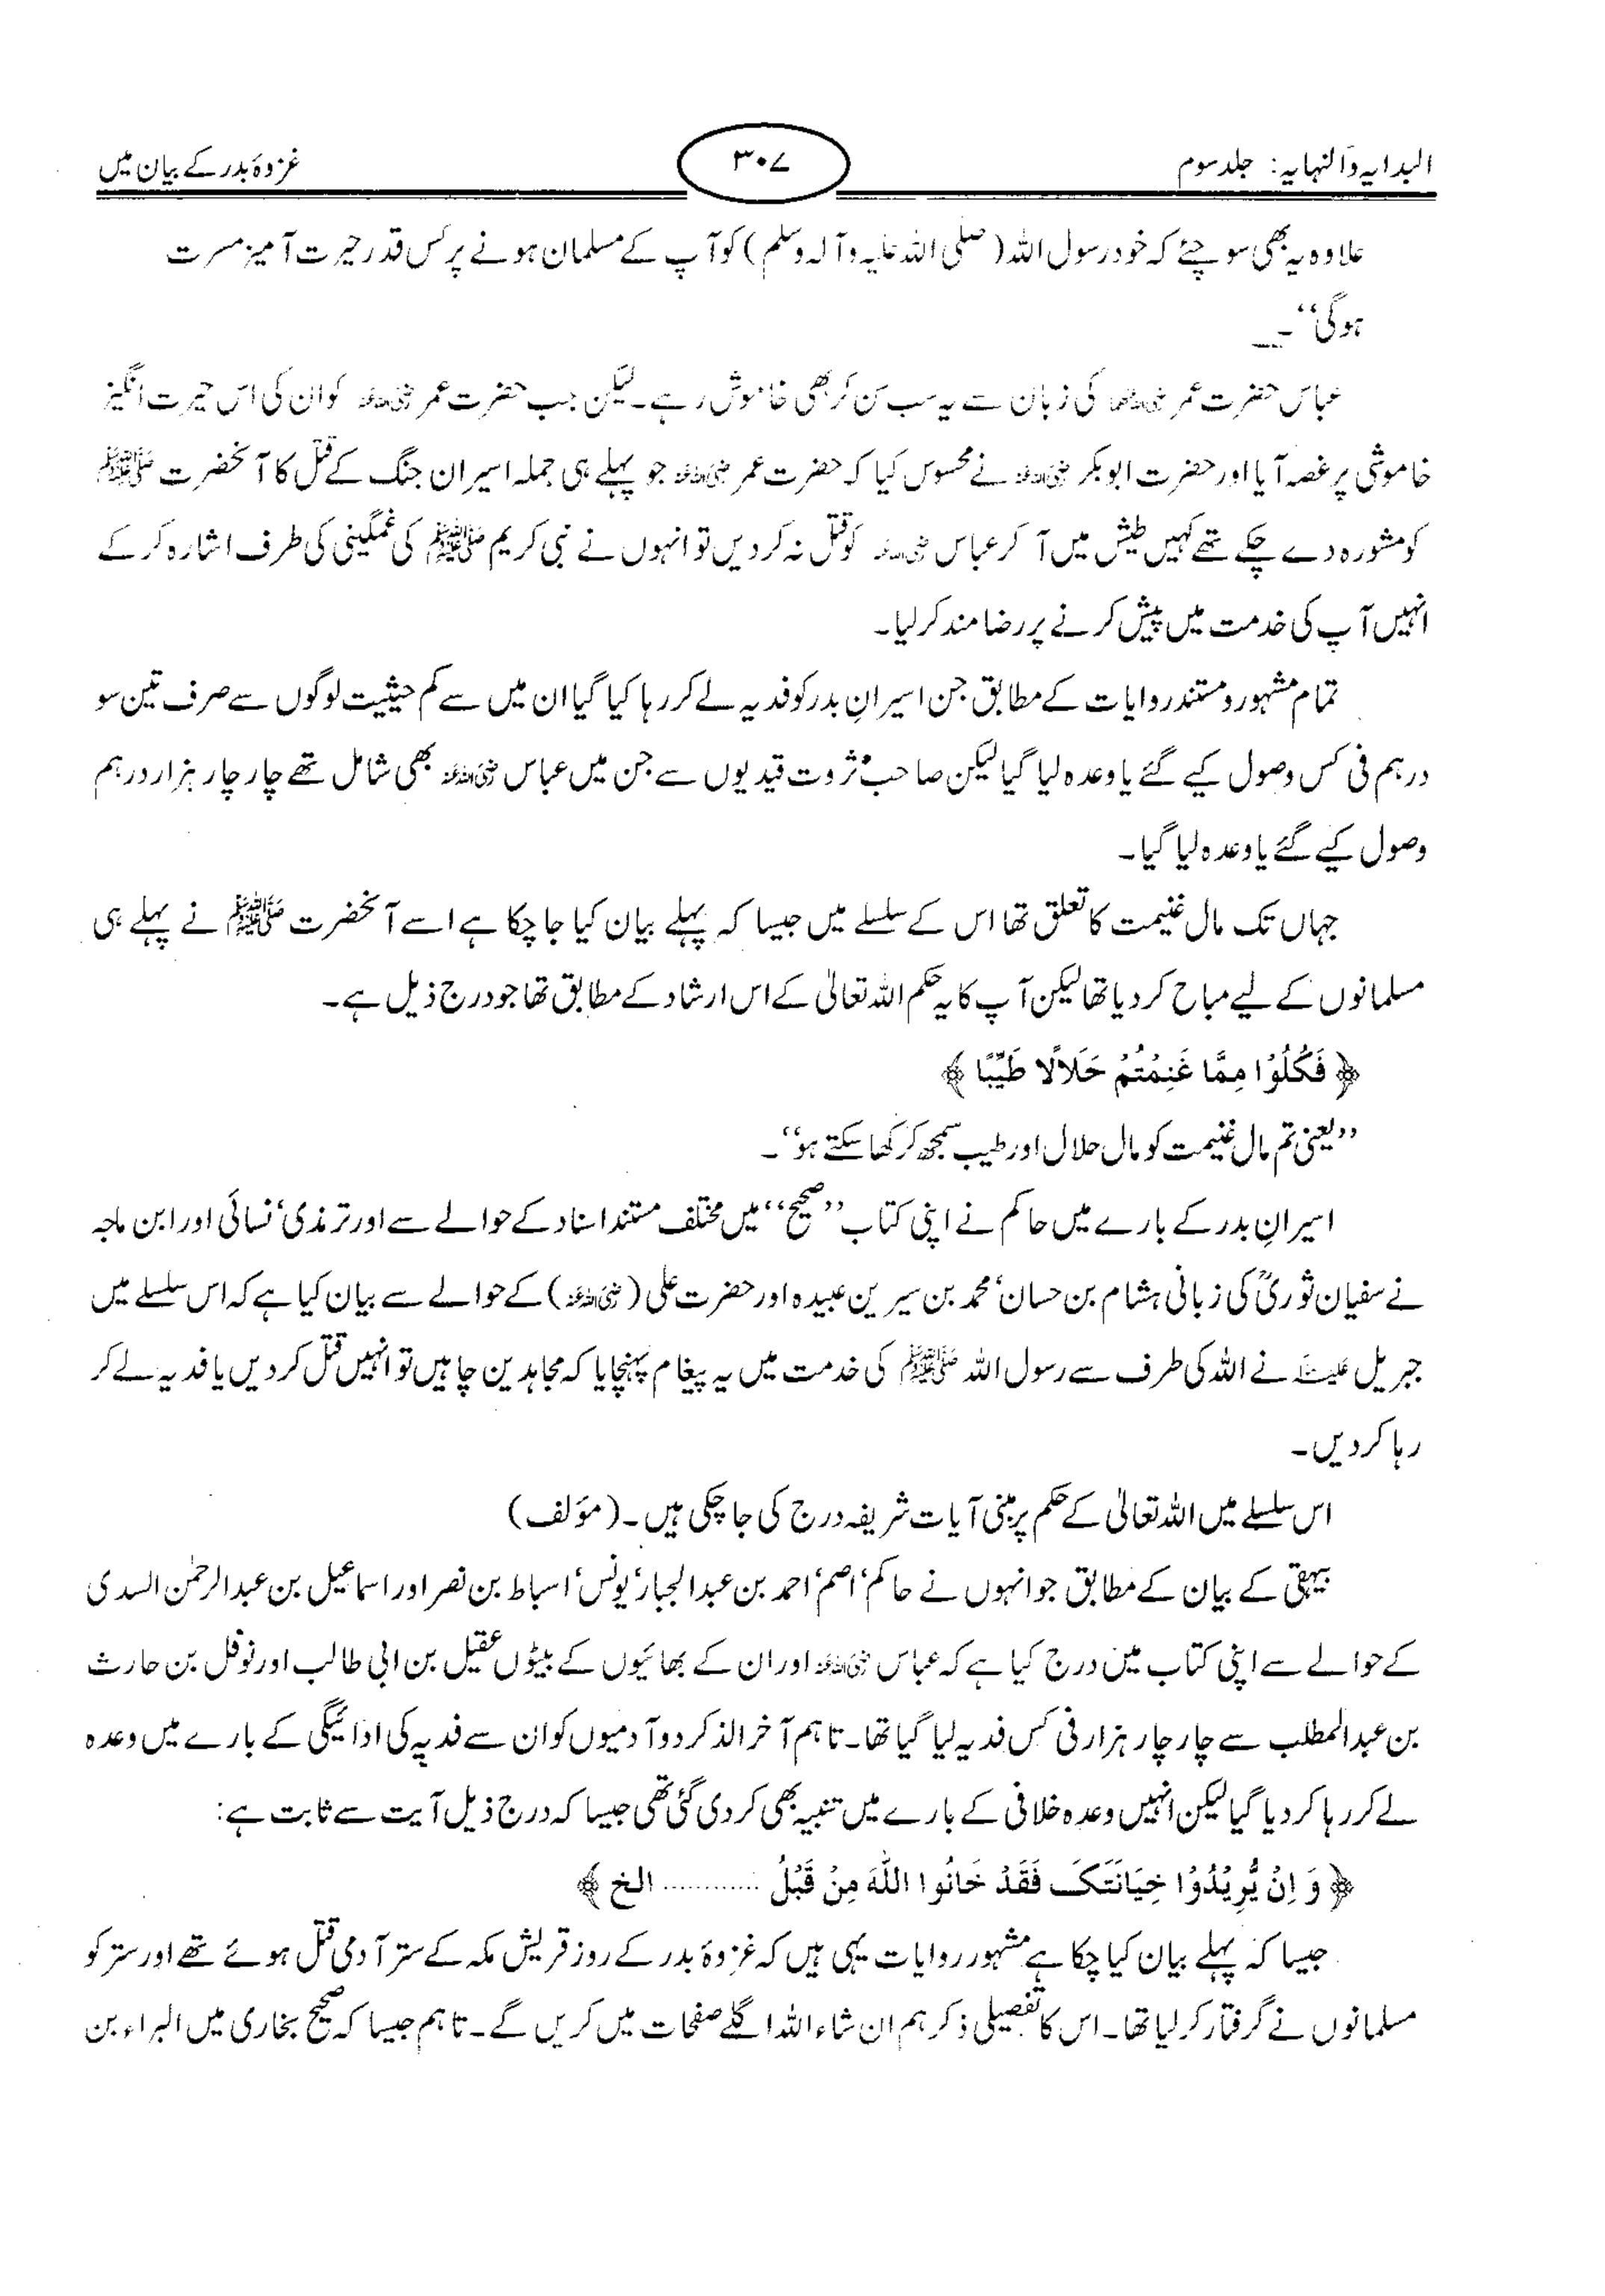 البدایہ والنہایہ: جلد سوم
۳۰۷
غزوۂ بدر کے بیان میں
علاوہ یہ بھی سوچئے کہ خود رسول اللہ (صلی اللہ علیہ وآلہ وسلم) کو آپ کے مسلمان ہونے پر کس قدر حیرت آمیز مسرت
ہوگی‘‘۔
عباس حضرت عمر رضی اللہ عنہ کی زبان سے یہ سب سن کر بھی خاموش رہے۔ لیکن جب حضرت عمر رضی اللہ عنہ کو ان کی اس حیرت انگیز
خاموشی پر غصہ آیا اور حضرت ابوبکر رضی اللہ عنہ نے محسوس کیا کہ حضرت عمر رضی اللہ عنہ جو پہلے ہی جملہ اسیران جنگ کے قتل کا آنحضرت ﷺ
کو مشورہ دے چکے تھے کہیں طیش میں آ کر عباس رضی اللہ عنہ کو قتل نہ کر دیں تو انہوں نے نبی کریم ﷺ کی غمگینی کی طرف اشارہ کر کے
انہیں آپ کی خدمت میں پیش کرنے پر رضا مند کر لیا۔
تمام مشہور و مستند روایات کے مطابق جن اسیرانِ بدر کو فدیہ لے کر رہا کیا گیا ان میں سے کم حیثیت لوگوں سے صرف تین سو
درہم فی کس وصول کیے گئے یا وعدہ لیا گیا لیکن صاحب ثروت قیدیوں سے جن میں عباس رضی اللہ عنہ بھی شامل تھے چار چار ہزار درہم
وصول کیے گئے یا وعدہ لیا گیا۔
جہاں تک مال غنیمت کا تعلق تھا اس کے سلسلے میں جیسا کہ پہلے بیان کیا جا چکا ہے اسے آنحضرت ﷺ نے پہلے ہی
مسلمانوں کے لیے مباح کر دیا تھا لیکن آپ کا یہ حکم اللہ تعالیٰ کے اس ارشاد کے مطابق تھا جو درج ذیل ہے۔
﴿ فَكُلُوْا مِمَّا غَنِمْتُمْ حَلَالًا طَيِّبًا ﴾
’’یعنی تم مال غنیمت کو مال حلال اور طیب سمجھ کر کھا سکتے ہو‘‘۔
اسیرانِ بدر کے بارے میں حاکم نے اپنی کتاب ’’صحیح‘‘ میں مختلف مستند اسناد کے حوالے سے اور ترمذی‘ نسائی اور ابن ماجہ
نے سفیان ثوریؒ کی زبانی ہشام بن حسان‘ محمد بن سیرین عبیدہ اور حضرت علی (رضی اللہ عنہ) کے حوالے سے بیان کیا ہے کہ اس سلسلے میں
جبریل علیہ السلام نے اللہ کی طرف سے رسول اللہ ﷺ کی خدمت میں یہ پیغام پہنچایا کہ مجاہدین چاہیں تو انہیں قتل کر دیں یا فدیہ لے کر
رہا کر دیں۔
اس سلسلے میں اللہ تعالیٰ کے حکم پر مبنی آیات شریفہ درج کی جا چکی ہیں۔ (مؤلف)
بیہقی کے بیان کے مطابق جو انہوں نے حاکم‘ اصم‘ احمد بن عبدالجبار‘ یونس‘ اسباط بن نصر اور اسماعیل بن عبدالرحمٰن السدی
کے حوالے سے اپنی کتاب میں درج کیا ہے کہ عباس رضی اللہ عنہ اور ان کے بھائیوں کے بیٹوں عقیل بن ابی طالب اور نوفل بن حارث
بن عبدالمطلب سے چار چار ہزار فی کس فدیہ لیا گیا تھا۔ تاہم آخر الذکر دو آدمیوں کو ان سے فدیہ کی ادائیگی کے بارے میں وعدہ
لے کر رہا کر دیا گیا لیکن انہیں وعدہ خلافی کے بارے میں تنبیہ بھی کر دی گئی تھی جیسا کہ درج ذیل آیت سے ثابت ہے:
﴿ وَ اِنْ يُّرِيْدُوْا خِيَانَتَكَ فَقَدْ خَانُوا اللّٰهَ مِنْ قَبْلُ ............ الخ ﴾
جیسا کہ پہلے بیان کیا چکا ہے مشہور روایات یہی ہیں کہ غزوۂ بدر کے روز قریش مکہ کے ستر آدمی قتل ہوئے تھے اور ستر کو
مسلمانوں نے گرفتار کر لیا تھا۔ اس کا تفصیلی ذکر ہم ان شاء اللہ اگلے صفحات میں کریں گے۔ تاہم جیسا کہ صحیح بخاری میں البراء بن